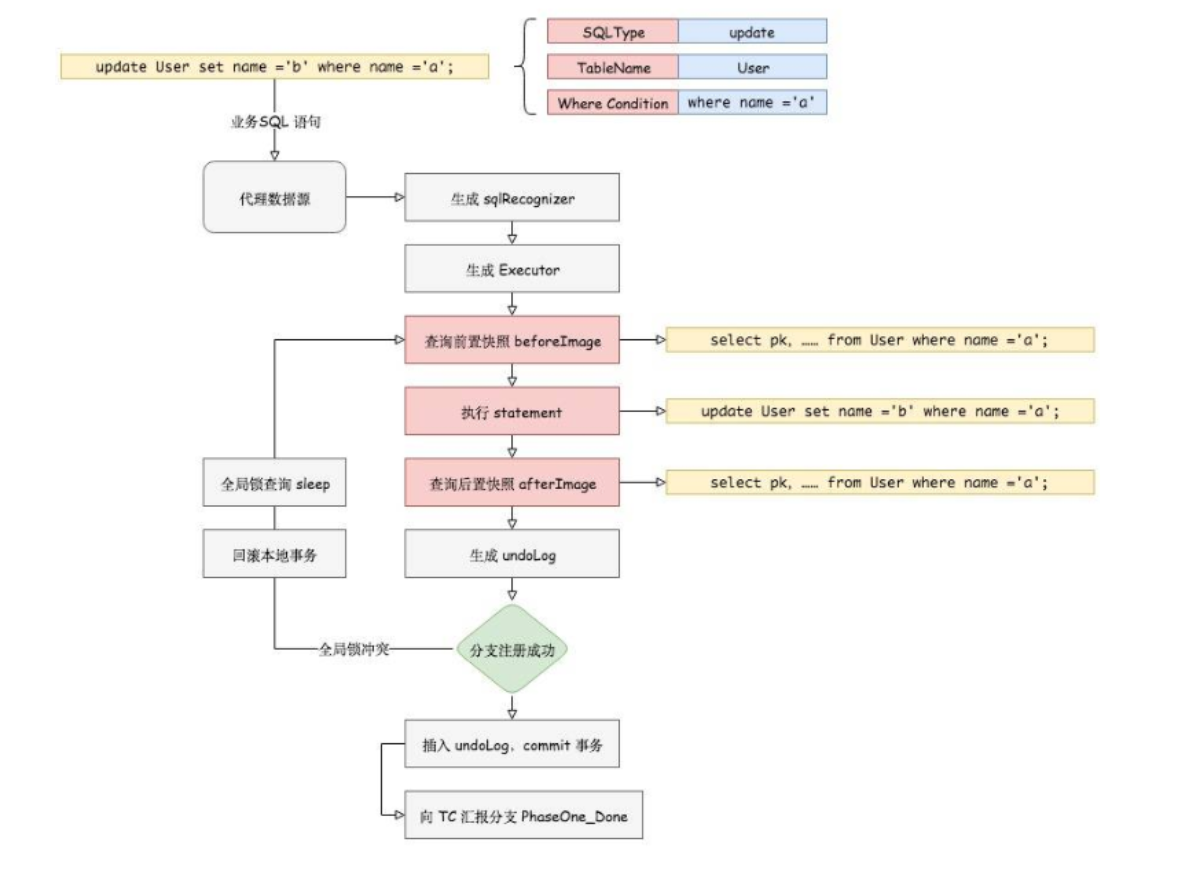 SQLType update
update User set name ='b' where name ='a';
TableName User
Where Condition where name ='a'
业务SQL 语句
代理数据源
生成 sqlRecognizer
生成 Executor
查询前置快照 beforeImage
select pk, …… from User where name ='a';
执行 statement
update User set name ='b' where name ='a';
全局锁查询 sleep
查询后置快照 afterImage
select pk, …… from User where name ='a';
回滚本地事务
生成 undoLog
全局锁冲突
分支注册成功
插入 undoLog, commit 事务
向 TC 汇报分支 PhaseOne_Done